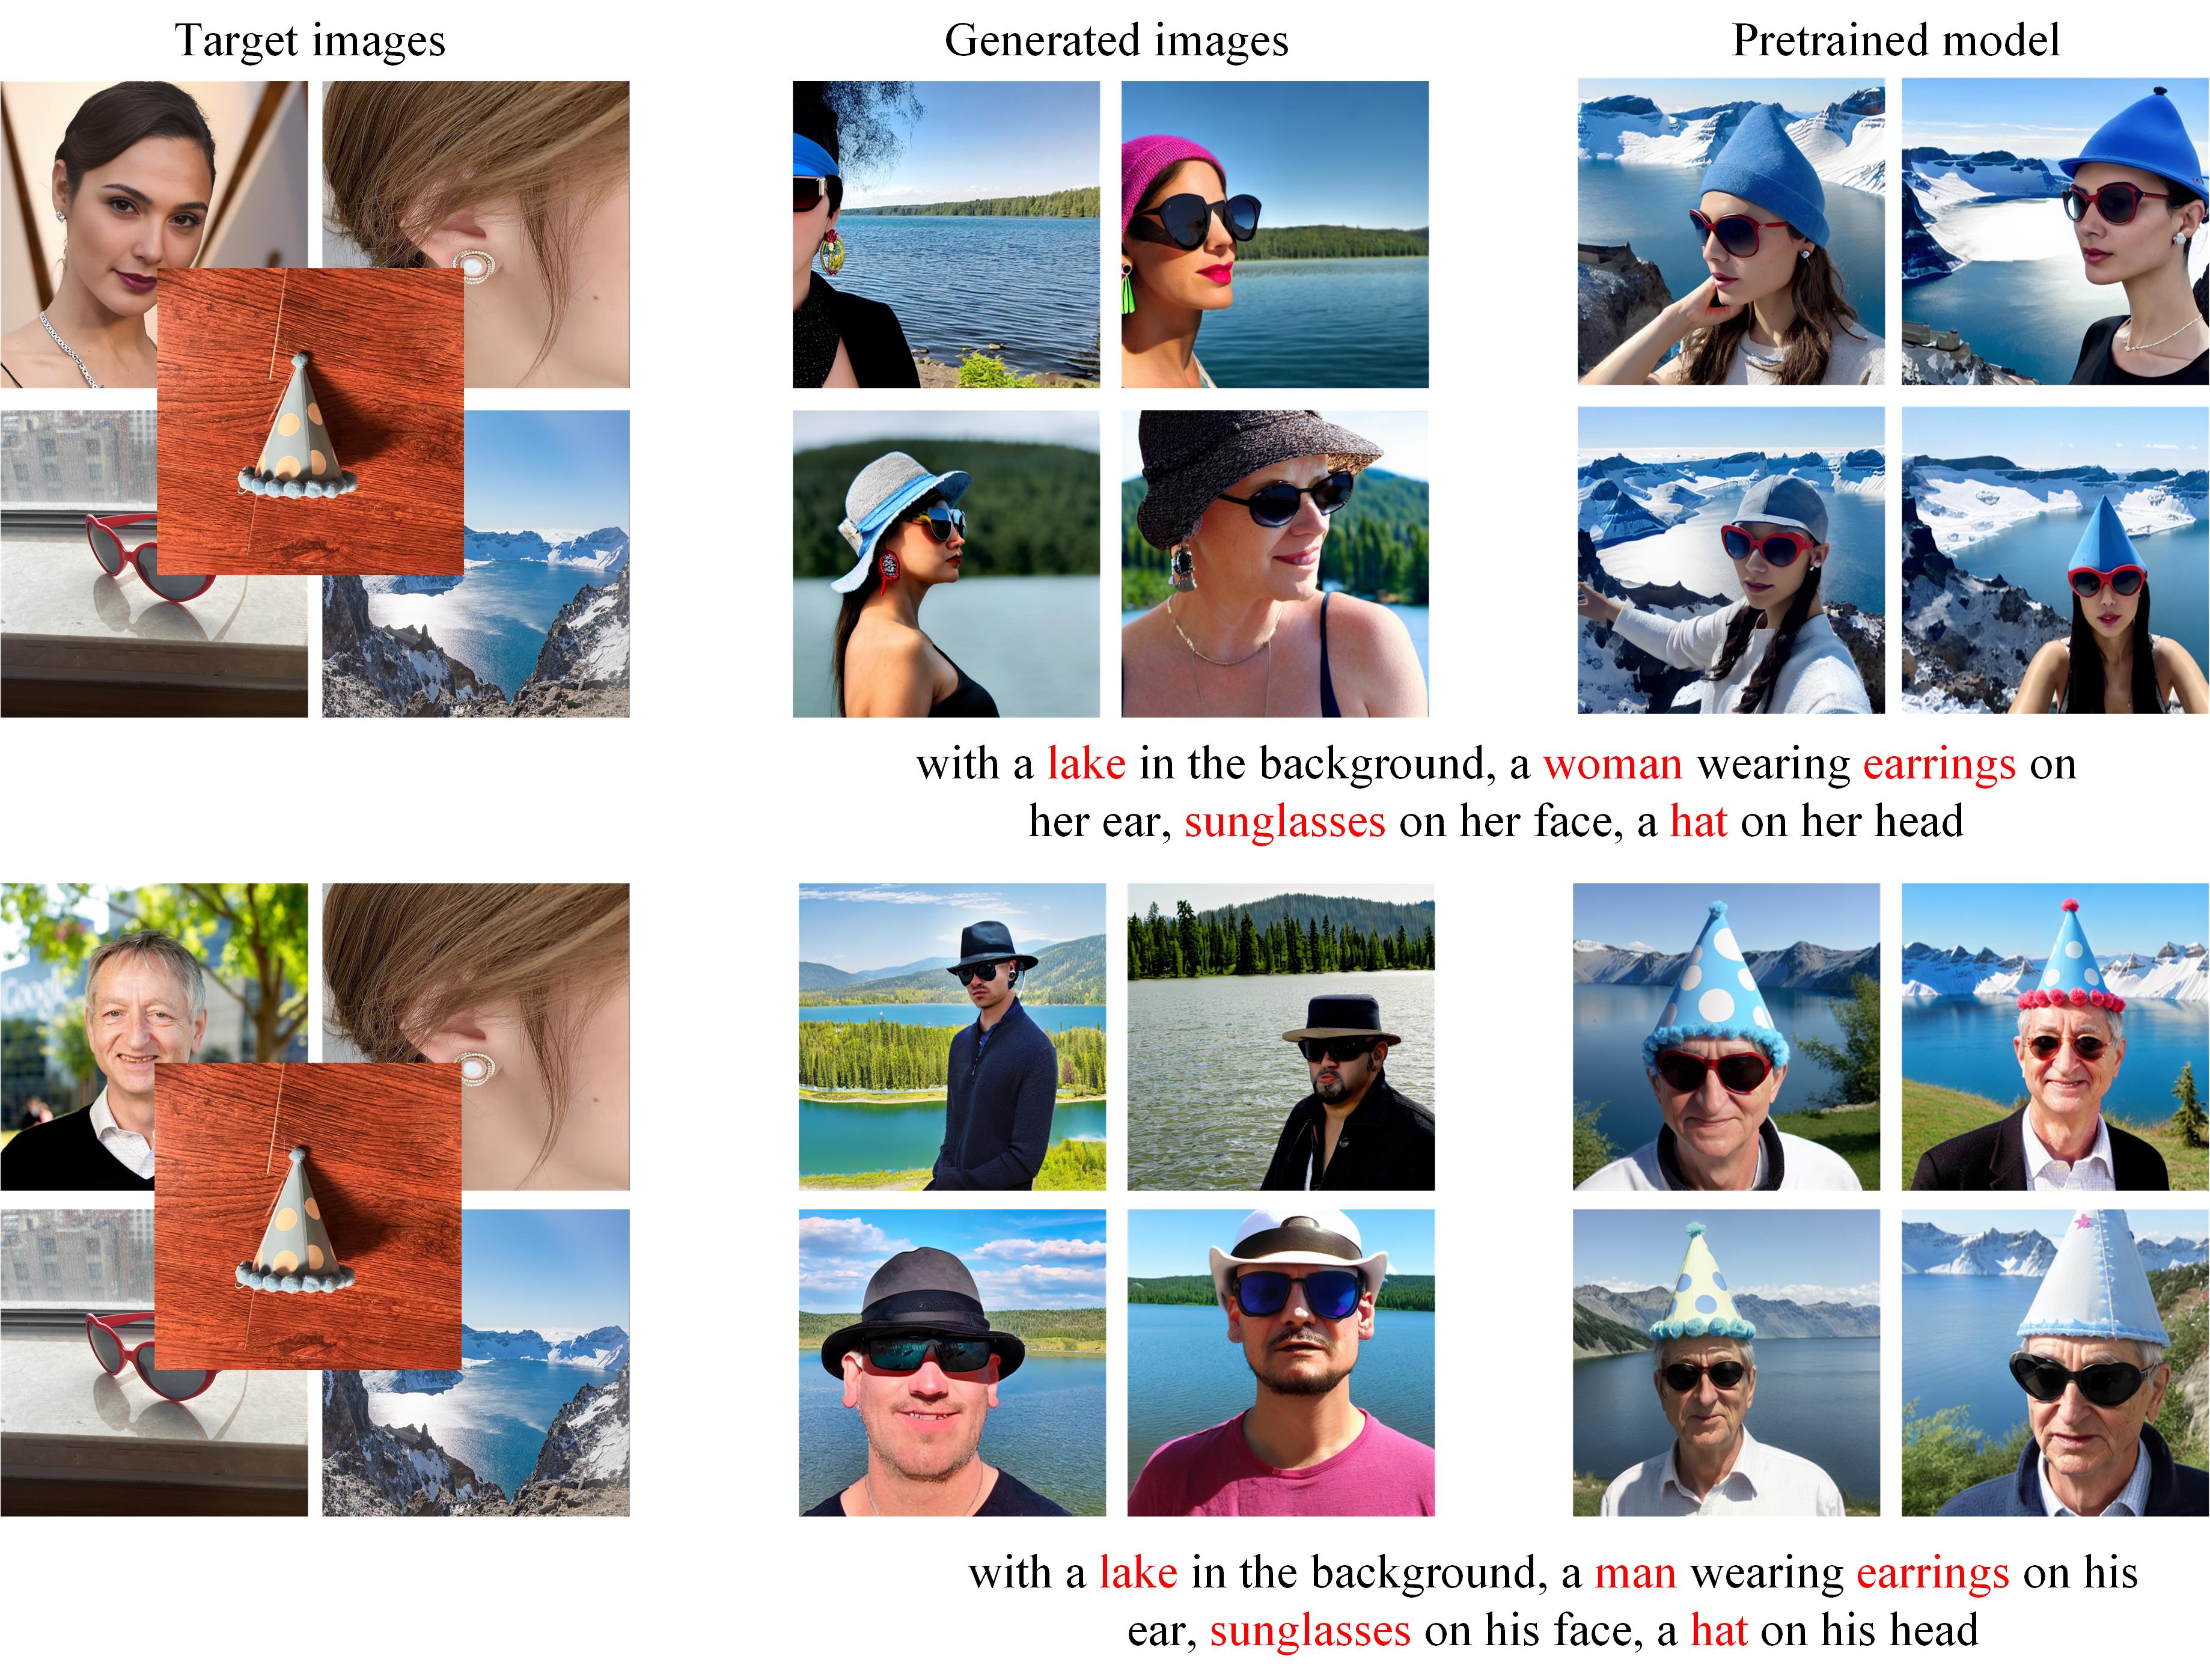 Target images
Generated images
Pretrained model
with a lake in the background, a woman wearing earrings on
her ear, sunglasses on her face, a hat on her head
Google
with a lake in the background, a man wearing earrings on his
ear, sunglasses on his face, a hat on his head